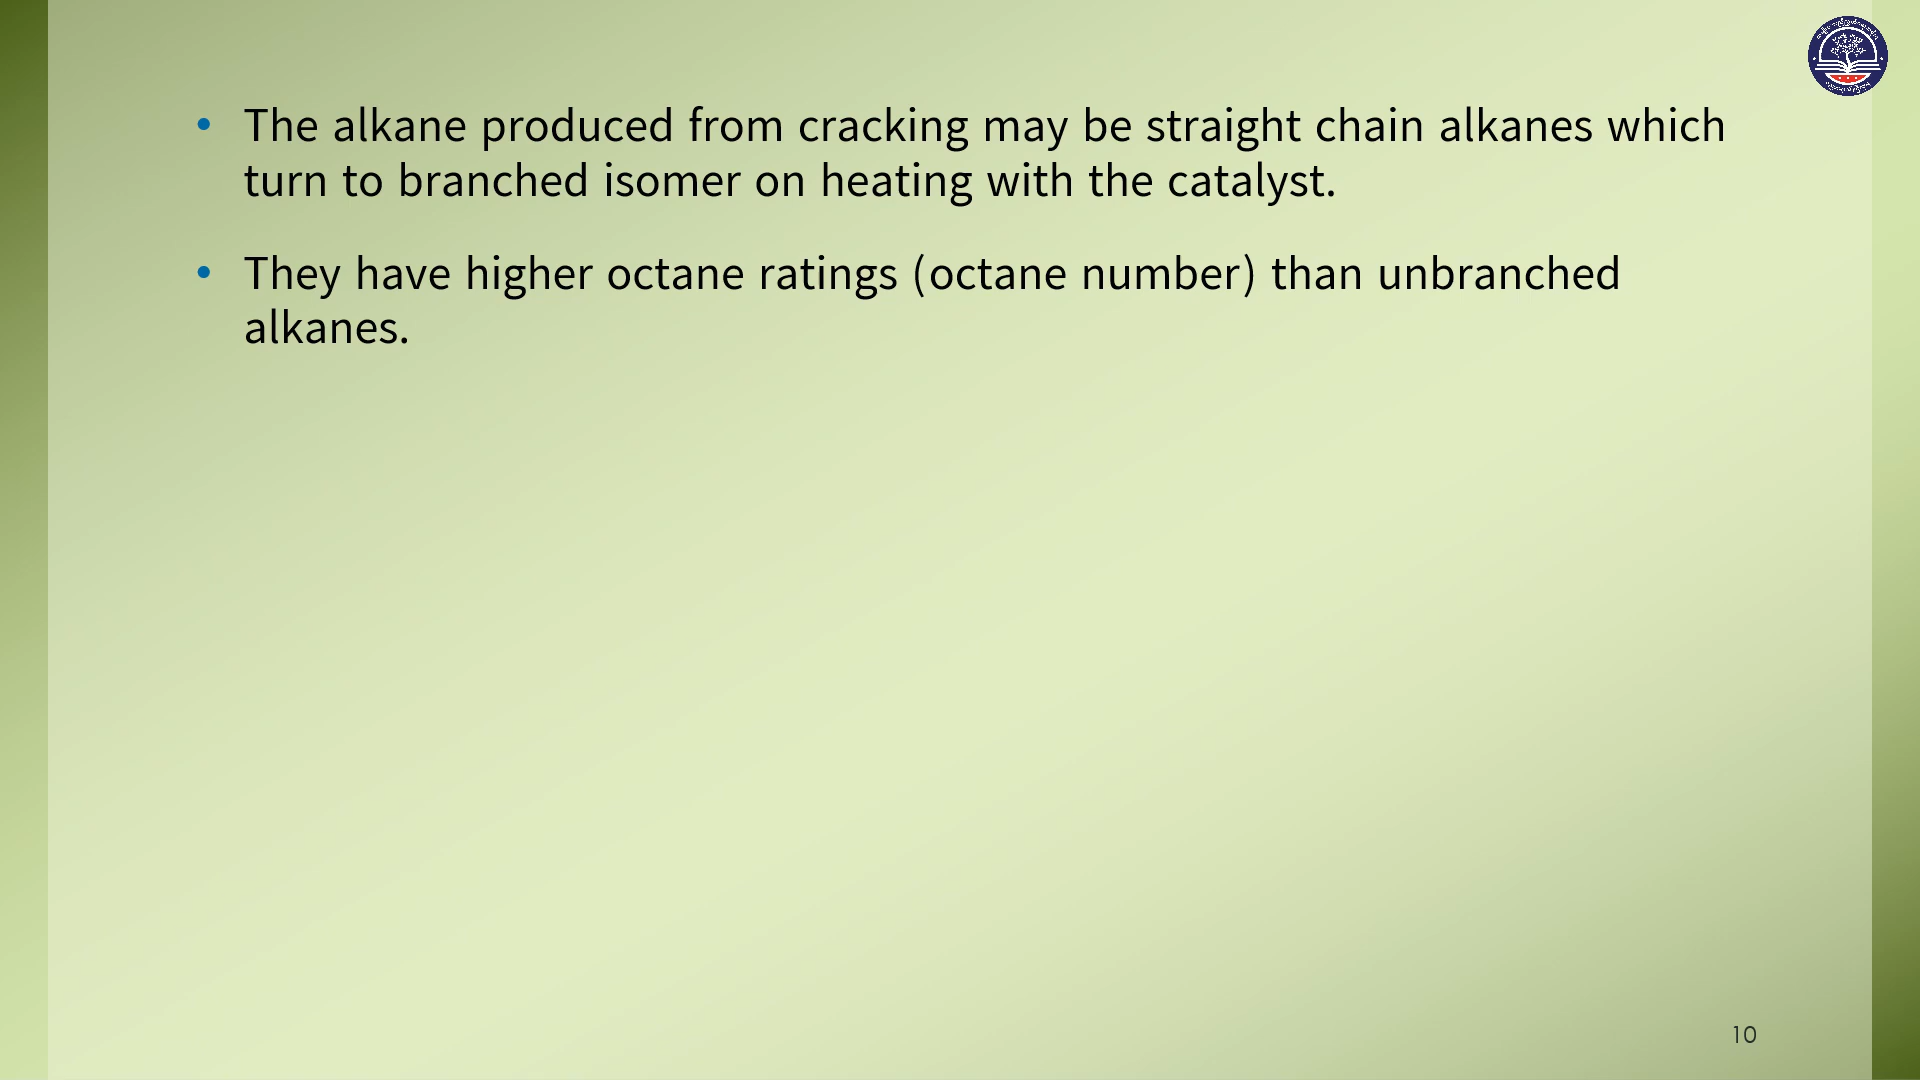 • The alkane produced from cracking may be straight chain alkanes which
turn to branched isomer on heating with the catalyst.
• They have higher octane ratings (octane number) than unbranched
alkanes.
10